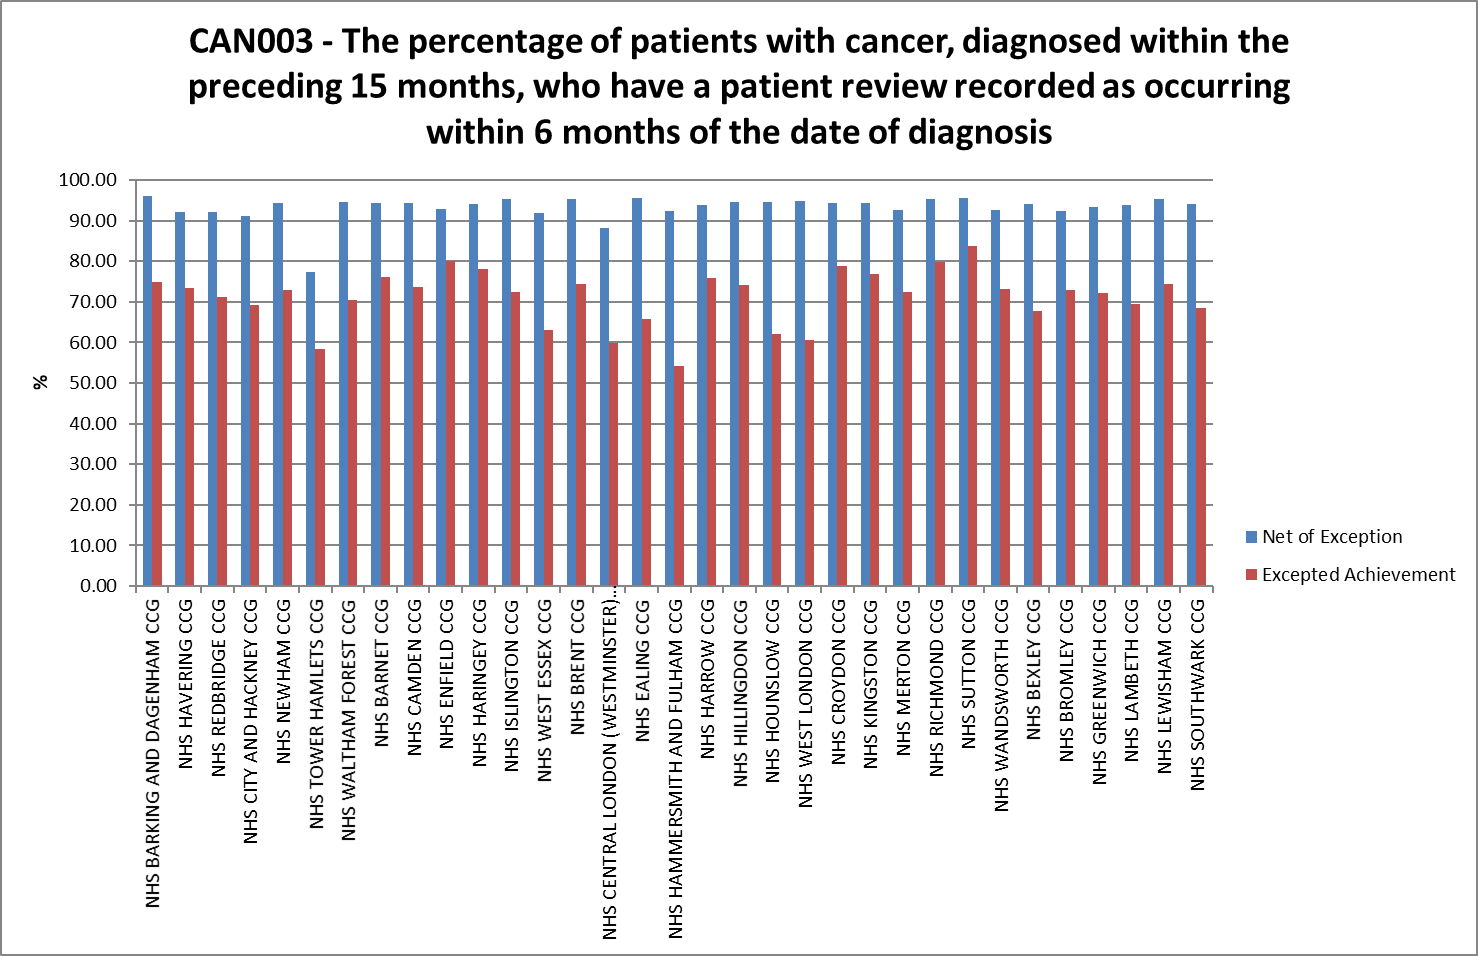 CAN003 - The percentage of patients with cancer, diagnosed within the
preceding 15 months, who have a patient review recorded as occurring
within 6 months of the date of diagnosis
100.00
90.00
80.00
70.00
60.00
50.00
40.00
30.00
20.00
10.00
0.00
%
NHS BARKING AND DAGENHAM CCG
NHS HAVERING CCG
NHS REDBRIDGE CCG
NHS CITY AND HACKNEY CCG
NHS NEWHAM CCG
NHS TOWER HAMLETS CCG
NHS WALTHAM FOREST CCG
NHS BARNET CCG
NHS CAMDEN CCG
NHS ENFIELD CCG
NHS HARINGEY CCG
NHS ISLINGTON CCG
NHS WEST ESSEX CCG
NHS BRENT CCG
NHS CENTRAL LONDON (WESTMINSTER)...
NHS EALING CCG
NHS HAMMERSMITH AND FULHAM CCG
NHS HARROW CCG
NHS HILLINGDON CCG
NHS HOUNSLOW CCG
NHS WEST LONDON CCG
NHS CROYDON CCG
NHS KINGSTON CCG
NHS MERTON CCG
NHS RICHMOND CCG
NHS SUTTON CCG
NHS WANDSWORTH CCG
NHS BEXLEY CCG
NHS BROMLEY CCG
NHS GREENWICH CCG
NHS LAMBETH CCG
NHS LEWISHAM CCG
NHS SOUTHWARK CCG
Net of Exception
Excepted Achievement